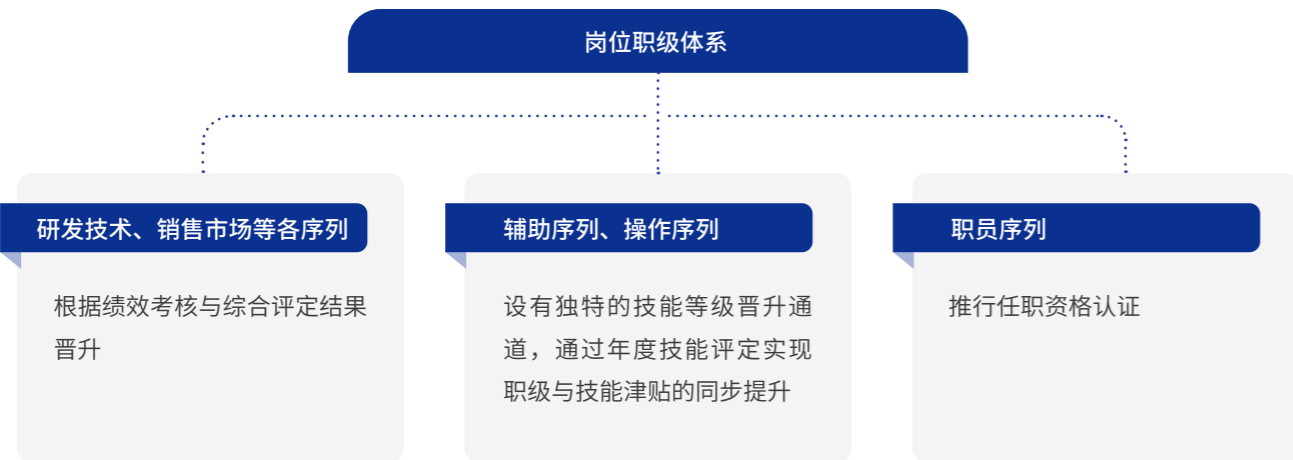 岗位职级体系
研发技术、销售市场等各序列
根据绩效考核与综合评定结果
晋升
辅助序列、操作序列
设有独特的技能等级晋升通
道，通过年度技能评定实现
职级与技能津贴的同步提升
职员序列
推行任职资格认证